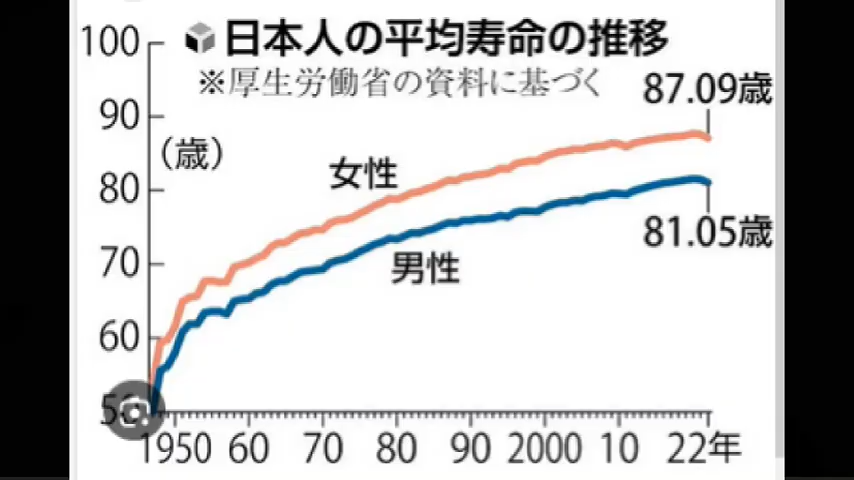 日本人の平均寿命の推移
※厚生労働省の資料に基づく
100
90
80
70
60
(歳)
女性
男性
87.09歳
81.05歳
1950 60 70 80 90 2000 10 22年